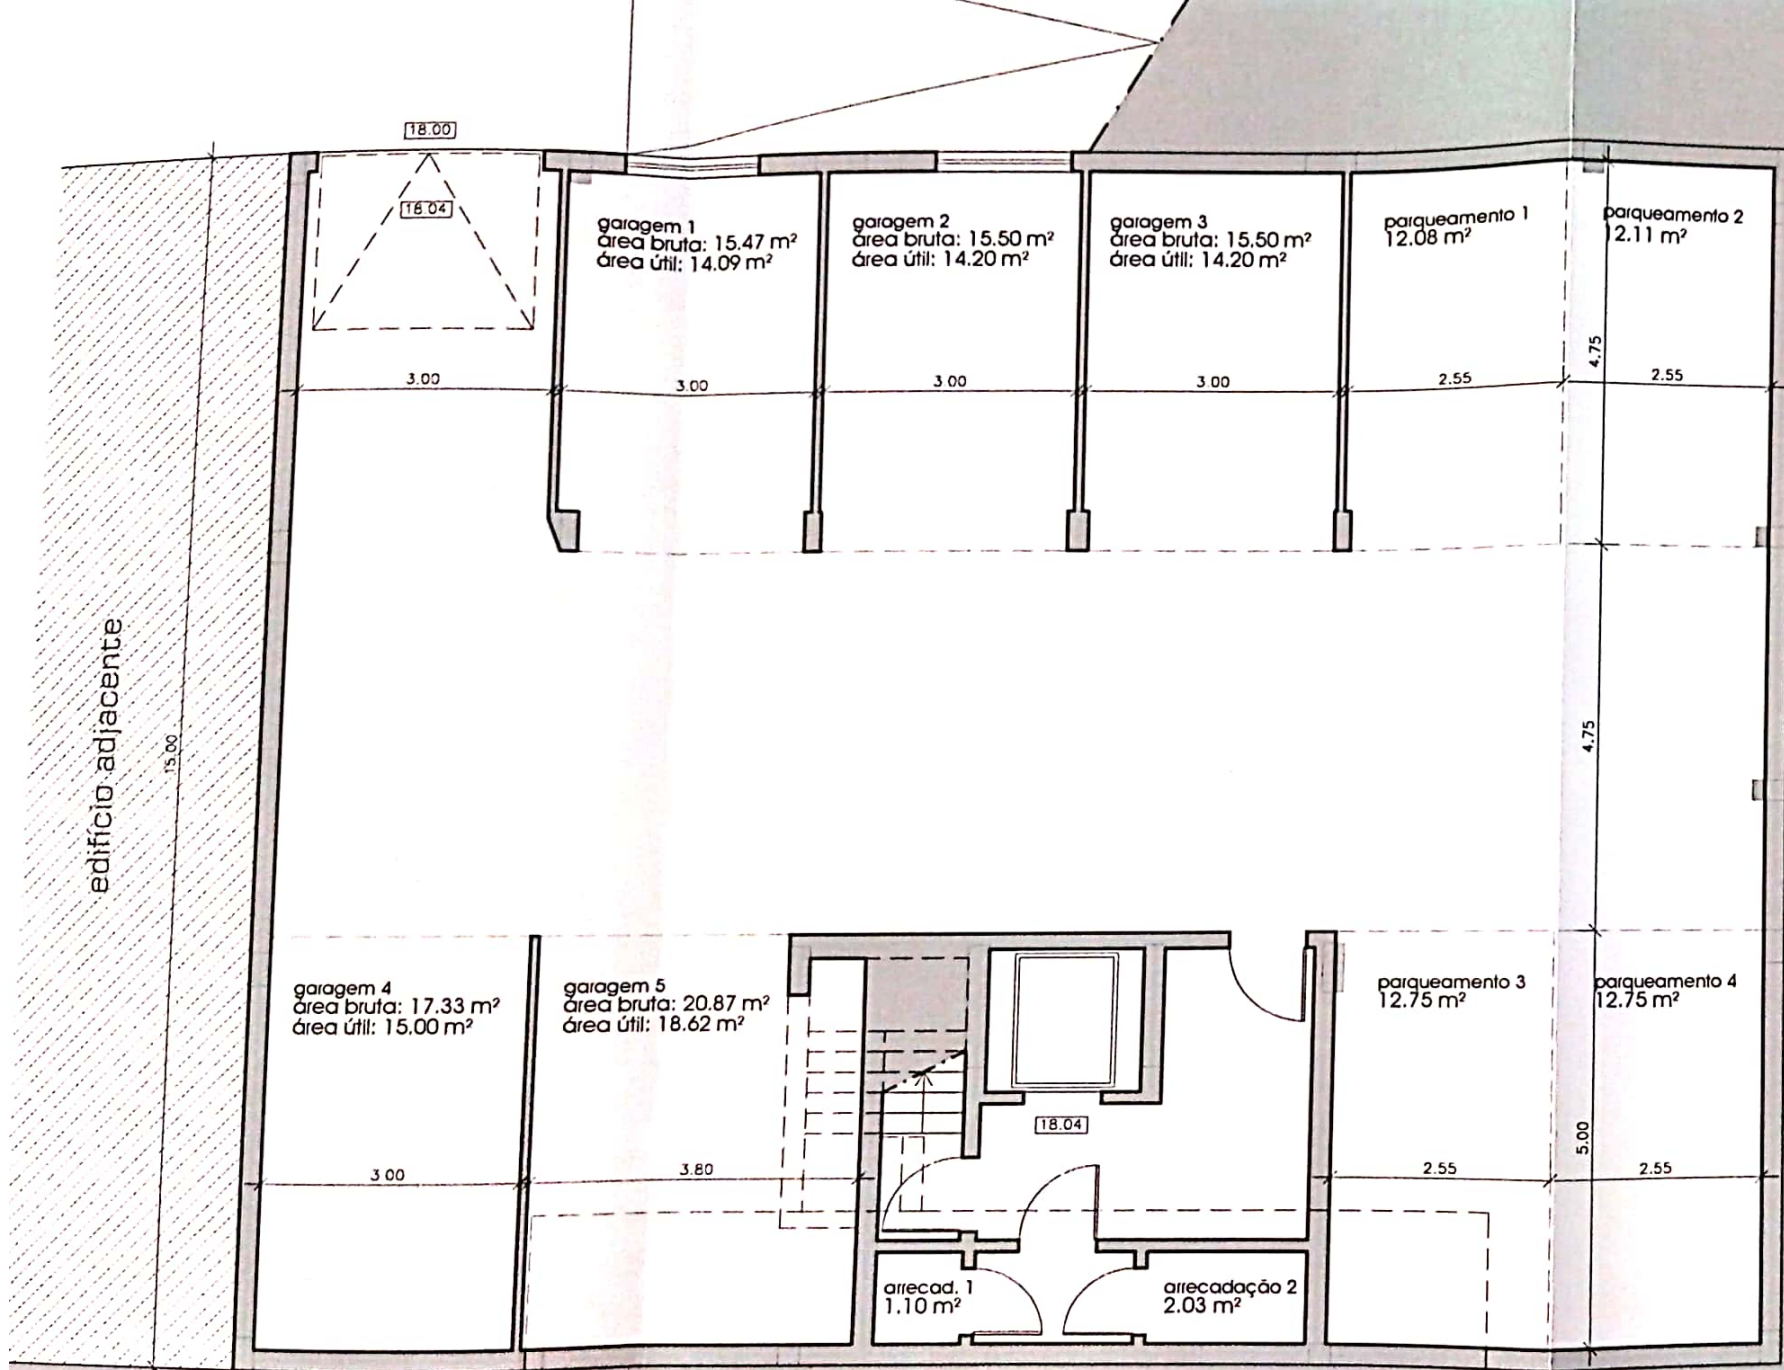 18.00
18.04
garagem 1
área bruta: 15.47 m²
área útil: 14.09 m²
garagem 2
área bruta: 15.50 m²
área útil: 14.20 m²
garagem 3
área bruta: 15.50 m²
área útil: 14.20 m²
parqueamento 1
12.08 m²
parqueamento 2
12.11 m²
3.00
3.00
3.00
3.00
2.55
2.55
4.75
edifício adjacente
15.00
4.75
garagem 4
área bruta: 17.33 m²
área útil: 15.00 m²
garagem 5
área bruta: 20.87 m²
área útil: 18.62 m²
parqueamento 3
12.75 m²
parqueamento 4
12.75 m²
18.04
3.00
3.80
2.55
2.55
5.00
arrecad. 1
1.10 m²
arrecadação 2
2.03 m²